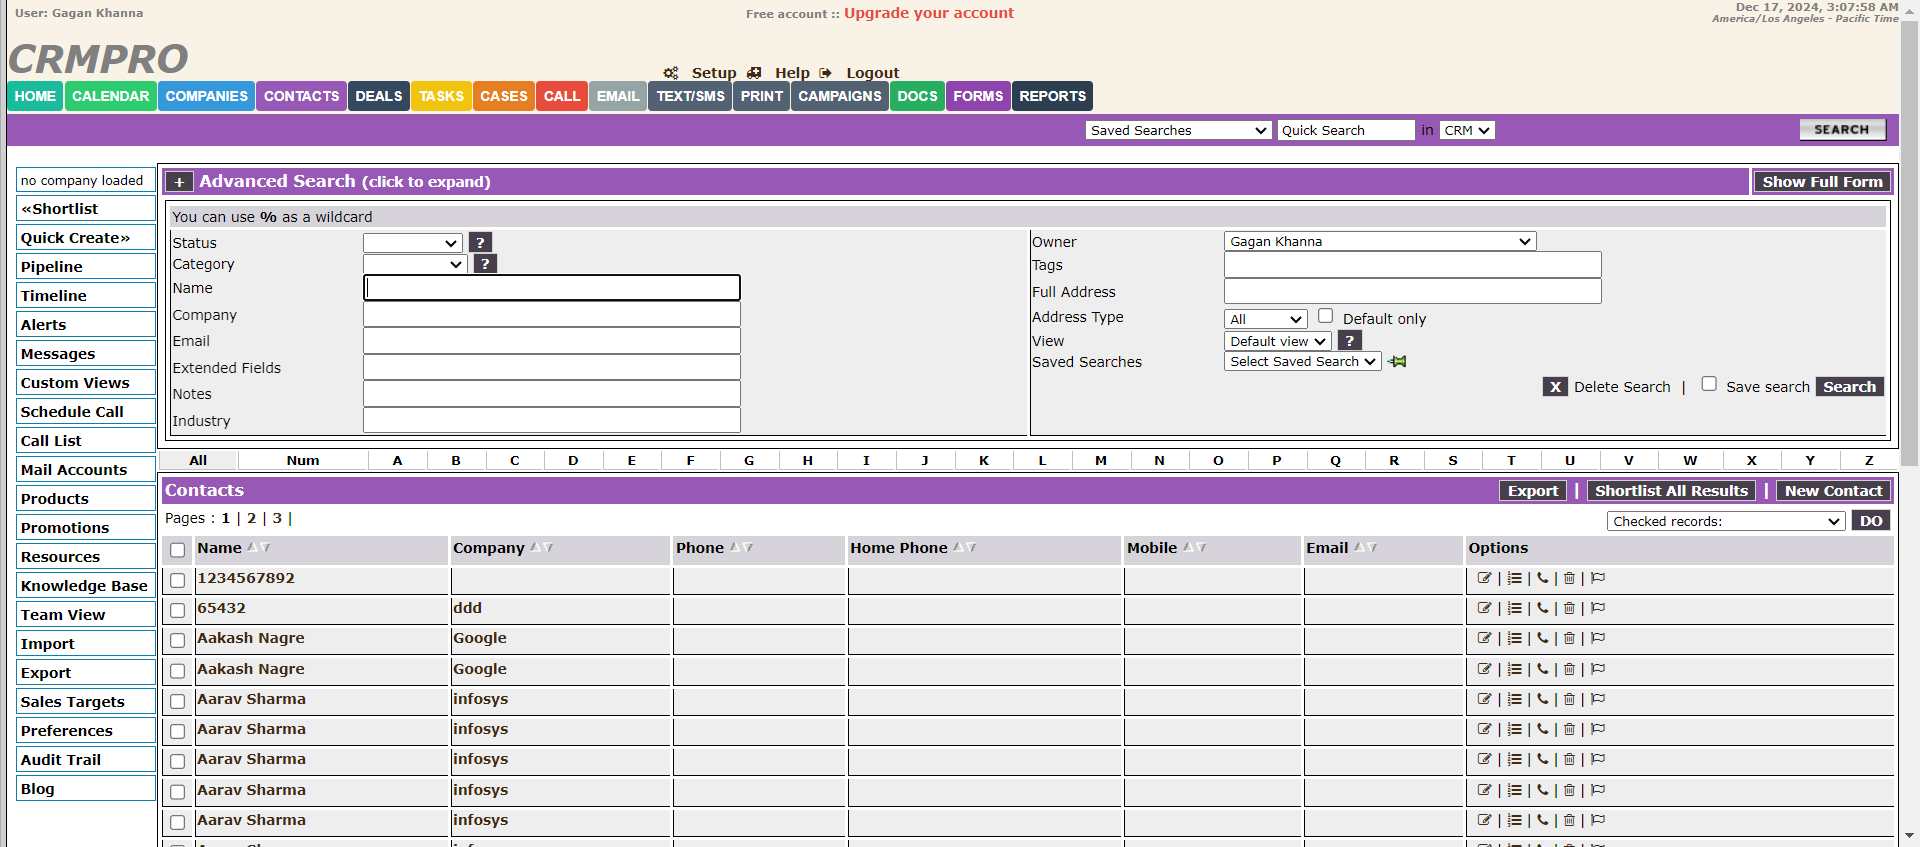 User: Gagan Khanna
Free account :: Upgrade your account
Dec 17, 2024, 3:07:58 AM
America/Los Angeles - Pacific Time
CRMPRO
Setup Help Logout
HOME CALENDAR COMPANIES CONTACTS DEALS TASKS CASES CALL EMAIL TEXT/SMS PRINT CAMPAIGNS DOCS FORMS REPORTS
Saved Searches Quick Search in CRM SEARCH
no company loaded
«Shortlist
Quick Create»
Pipeline
Timeline
Alerts
Messages
Custom Views
Schedule Call
Call List
Mail Accounts
Products
Promotions
Resources
Knowledge Base
Team View
Import
Export
Sales Targets
Preferences
Audit Trail
Blog
+ Advanced Search (click to expand) Show Full Form
You can use % as a wildcard
Status ?
Category ?
Name
Company
Email
Extended Fields
Notes
Industry
Owner Gagan Khanna
Tags
Full Address
Address Type All Default only
View Default view ?
Saved Searches Select Saved Search
X Delete Search | Save search Search
All Num A B C D E F G H I J K L M N O P Q R S T U V W X Y Z
Contacts Export | Shortlist All Results | New Contact
Pages : 1 | 2 | 3 |
Checked records: DO
Name Company Phone Home Phone Mobile Email Options
1234567892 | | | |
65432 ddd | | | |
Aakash Nagre Google | | | |
Aakash Nagre Google | | | |
Aarav Sharma infosys | | | |
Aarav Sharma infosys | | | |
Aarav Sharma infosys | | | |
Aarav Sharma infosys | | | |
Aarav Sharma infosys | | | |